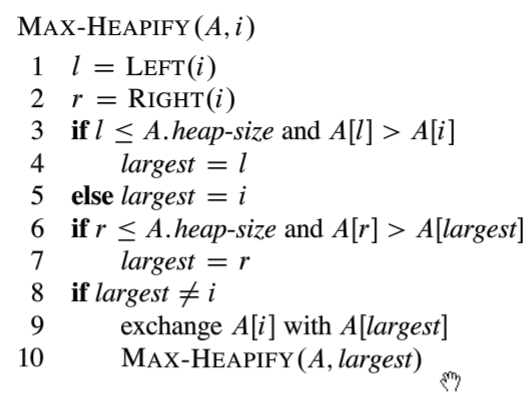 MAX-HEAPIFY(A, i)
1 l = LEFT(i)
2 r = RIGHT(i)
3 if l ≤ A.heap-size and A[l] > A[i]
4 largest = l
5 else largest = i
6 if r ≤ A.heap-size and A[r] > A[largest]
7 largest = r
8 if largest ≠ i
9 exchange A[i] with A[largest]
10 MAX-HEAPIFY(A, largest)